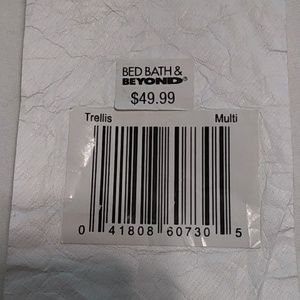 BED BATH &
BEYOND®
$49.99
Trellis Multi
0 41808 60730 5